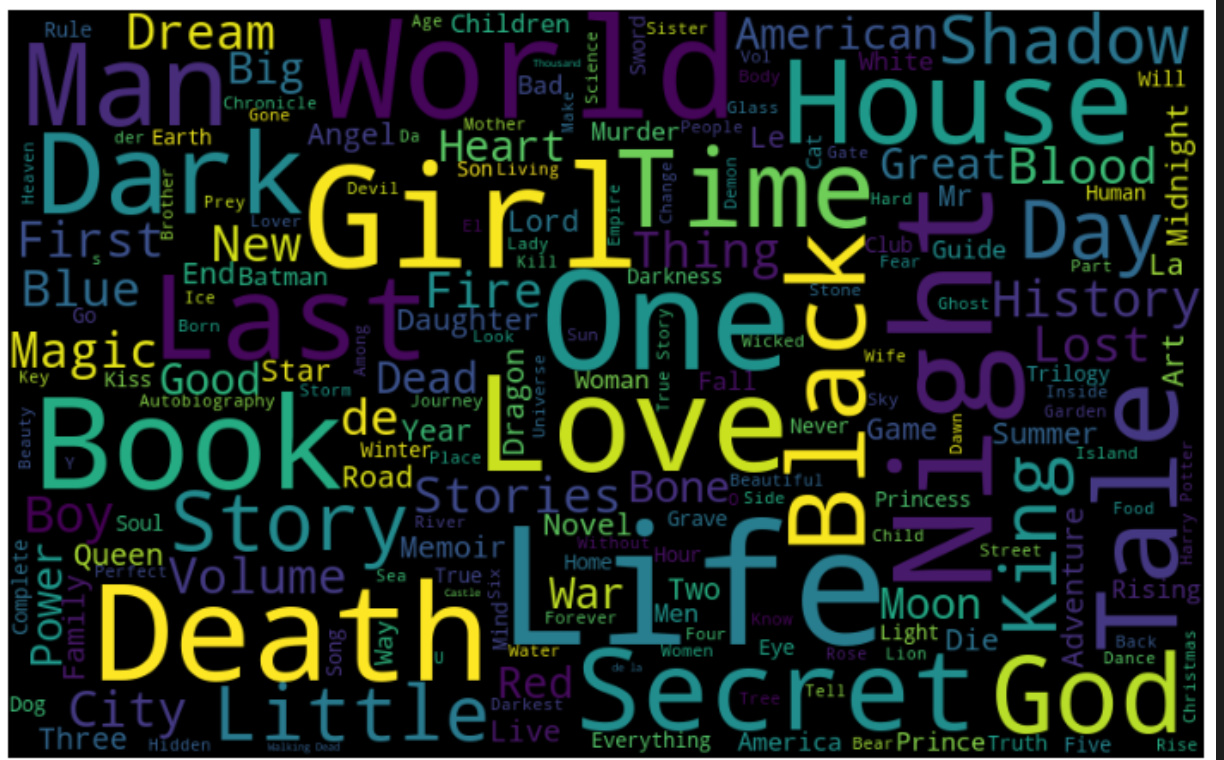 Rule
Dream
Age
Children
World
Sword
Sister
American
Shadow
Man
Big
Thousand
Science
Vol
White
Will
Bad
Make
Body
House
Chronicle
Gone
Glass
Midnight
der
Earth
Angel
Da
Mother
Heart
Murder
People
Le
Cat
Gate
Great
Blood
Heaven
Dark
Brother
Devil
Son
Living
Time
Change
Demon
Hard
Mr
Human
Prey
Lover
Girl
El
Lord
Empire
Day
First
s
New
Lady
Kill
Thing
Black
Club
Fear
Night
Guide
Part
La
End
Batman
Darkness
Blue
Ice
Last
Fire
One
Stone
Ghost
History
Go
Born
Daughter
Sun
Look
True Story
Wicked
Lost
Magic
Among
Wife
Art
Key
Kiss
Good
Star
Storm
Dead
Dragon
Universe
Woman
Fall
Sky
Trilogy
Inside
Garden
Autobiography
Journey
Book
de
Year
Love
Never
Game
Dawn
Summer
Tale
Beauty
Y
Winter
Place
Island
Road
Stories
Bone
Beautiful
O
Side
Princess
King
Harry Potter
Boy
Soul
Story
River
Novel
Grave
Food
Child
Street
Complete
Power
Queen
Perfect
Memoir
Without
Home
Hour
Life
Adventure
Family
Volume
Sea
True
Castle
Six
War
Two
Rising
Death
Mind
Forever
Men
Know
Moon
Song
Way
U
Four
Light
Die
Back
Water
Women
Eye
Rose
Lion
Dance
Christmas
de la
Red
Secret
Tree
Tell
God
Dog
City
Little
Darkest
Three
Hidden
Walking Dead
Live
Everything
America
Bear
Prince
Truth
Five
Rise